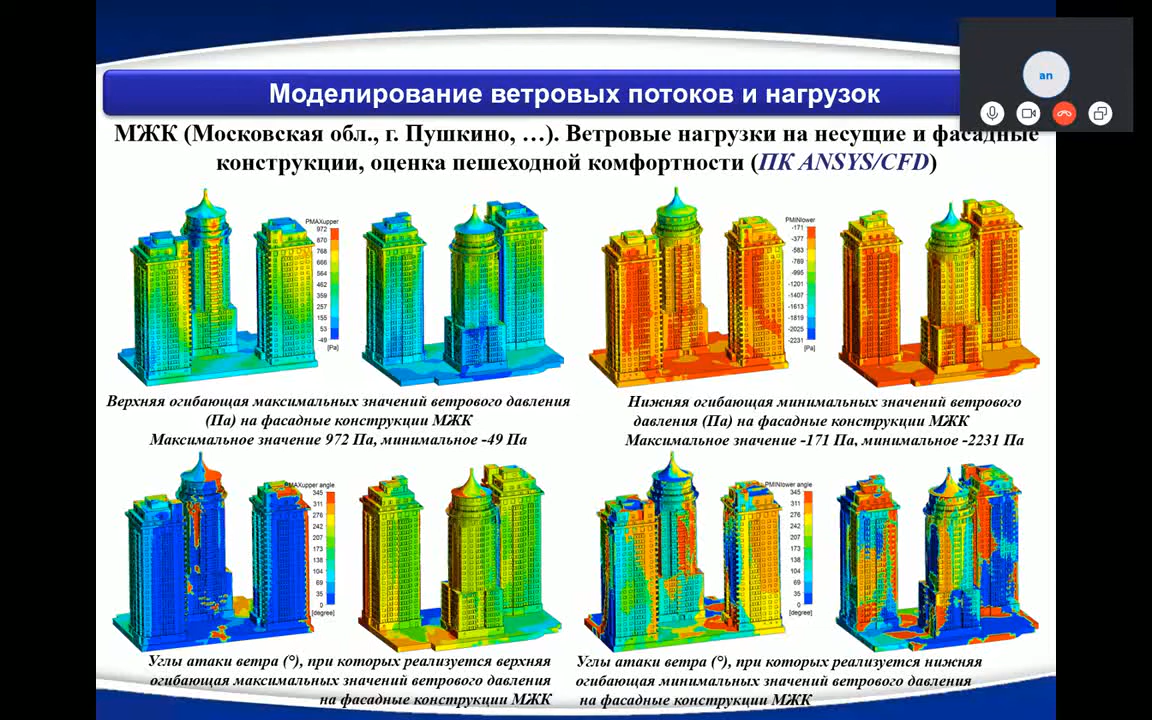 an
Моделирование ветровых потоков и нагрузок
МЖК (Московская обл., г. Пушкино, …). Ветровые нагрузки на несущие и фасадные
конструкции, оценка пешеходной комфортности (ПК ANSYS/CFD)
PMAXupper
972
870
768
666
564
462
359
257
155
53
-49
[Pa]
PMINlower
-171
-377
-583
-789
-995
-1201
-1407
-1613
-1819
-2025
-2231
[Pa]
Верхняя огибающая максимальных значений ветрового давления
(Па) на фасадные конструкции МЖК
Максимальное значение 972 Па, минимальное -49 Па
Нижняя огибающая минимальных значений ветрового
давления (Па) на фасадные конструкции МЖК
Максимальное значение -171 Па, минимальное -2231 Па
PMAXupper angle
345
311
276
242
207
173
138
104
69
35
0
[degree]
PMINlower angle
345
311
276
242
207
173
138
104
69
35
0
[degree]
Углы атаки ветра (°), при которых реализуется верхняя
огибающая максимальных значений ветрового давления
на фасадные конструкции МЖК
Углы атаки ветра (°), при которых реализуется нижняя
огибающая минимальных значений ветрового давления
на фасадные конструкции МЖК